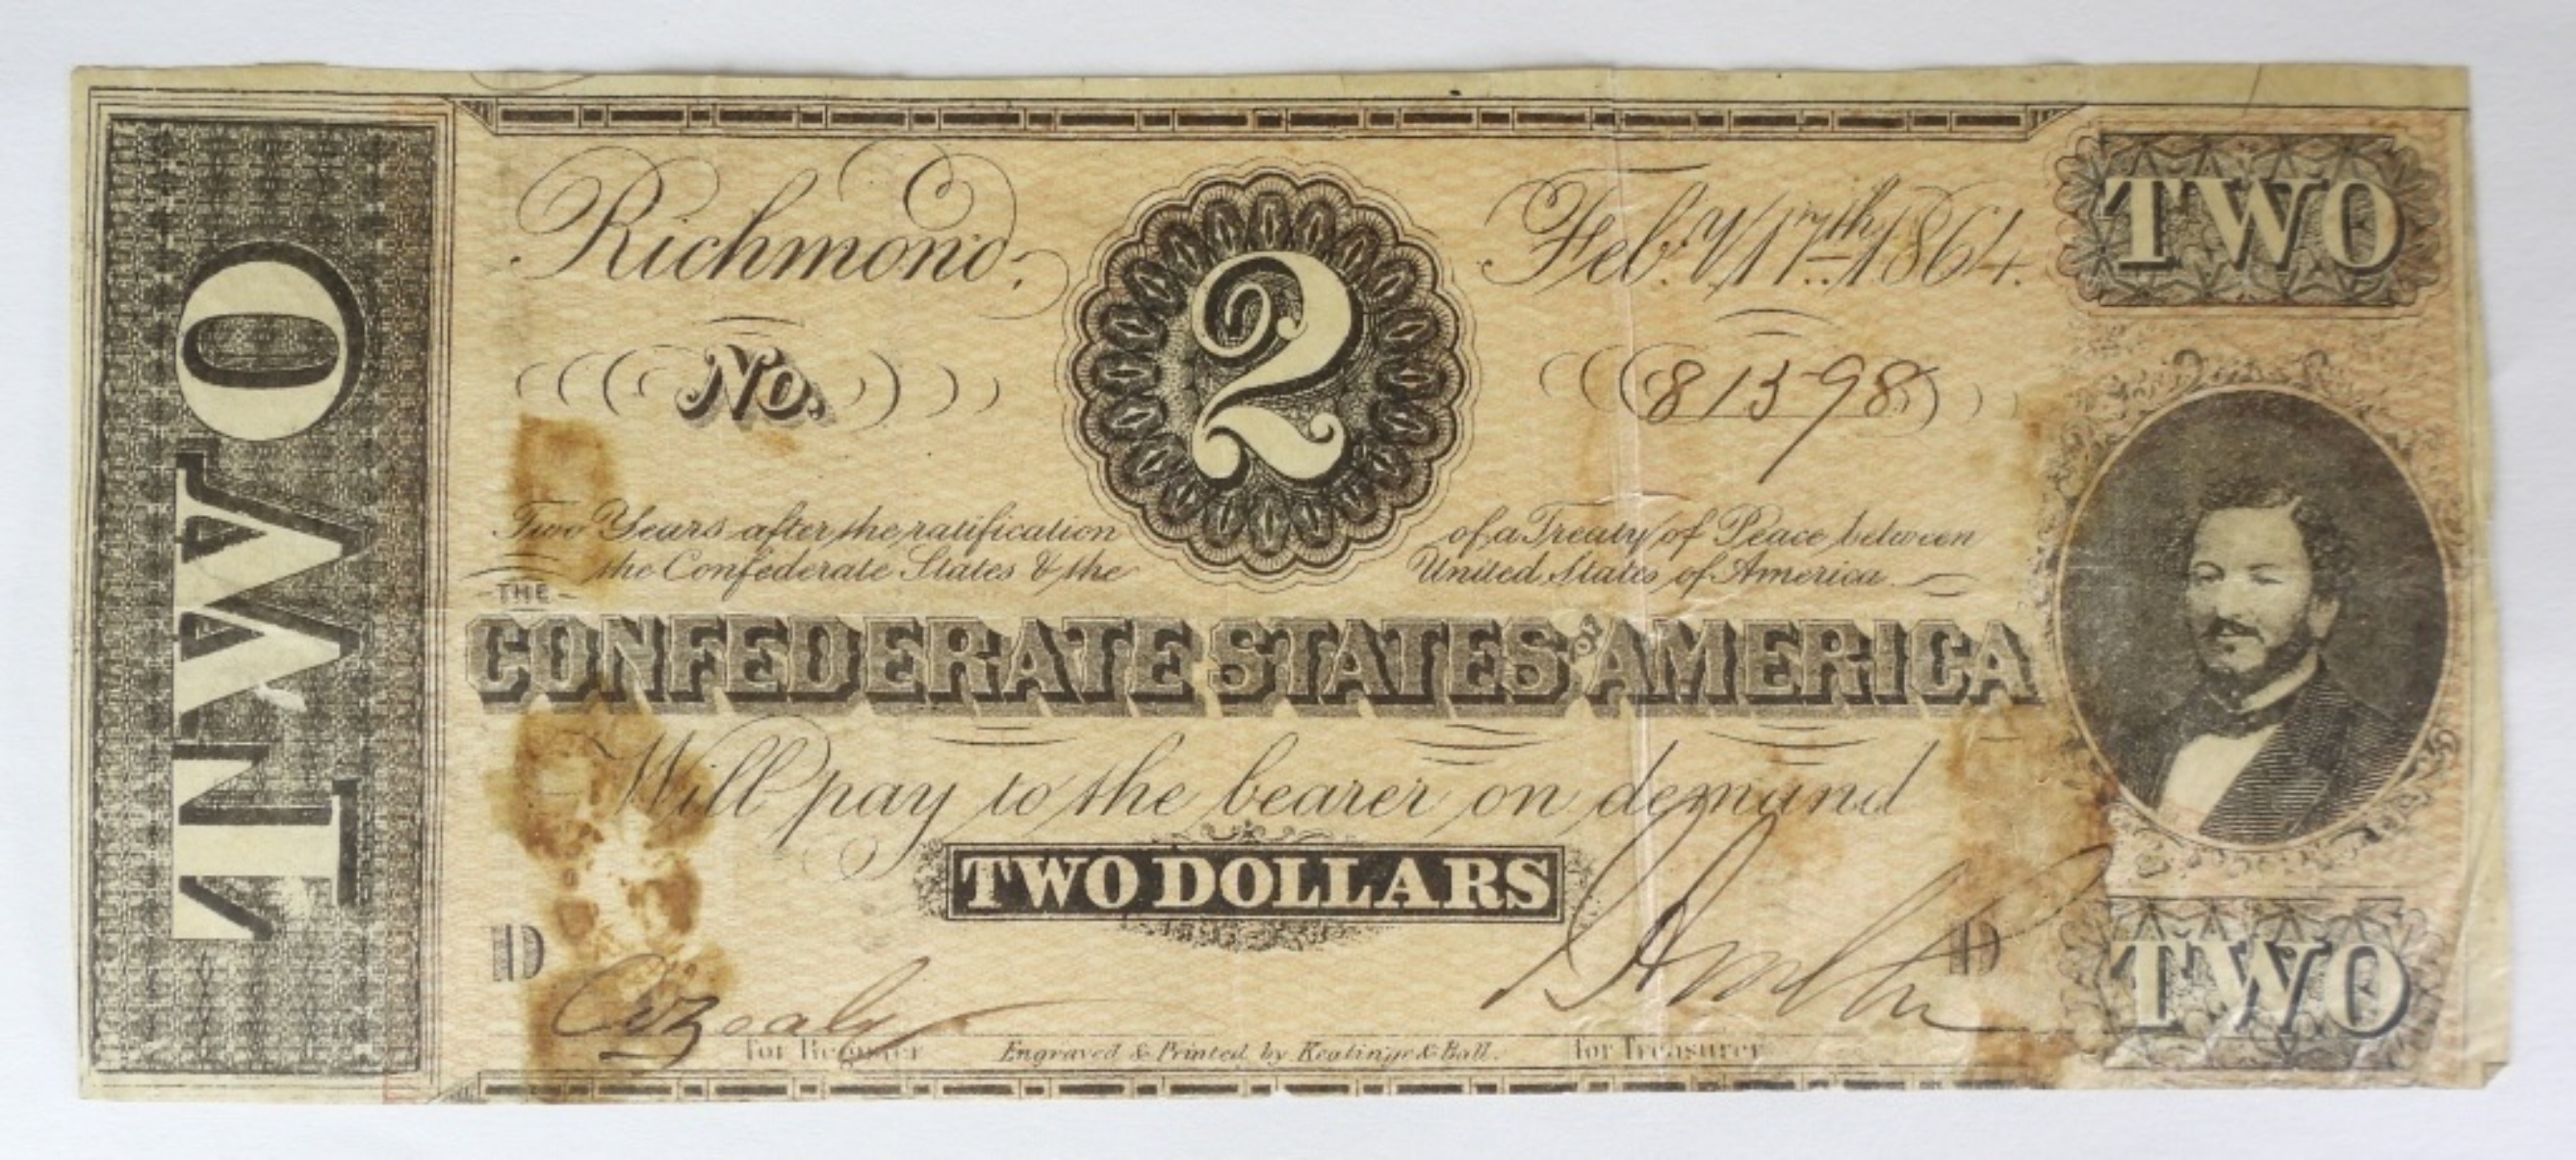 TWO
Richmond, 2 Feb.y 17th 1864.
TWO
No. 81598
Two Years after the ratification of a Treaty of Peace between
the Confederate States & the United States of America
THE
CONFEDERATE STATES OF AMERICA
Will pay to the bearer on demand
TWO DOLLARS
D D
for Register Engraved & Printed by Keatinge & Ball. for Treasurer
TWO